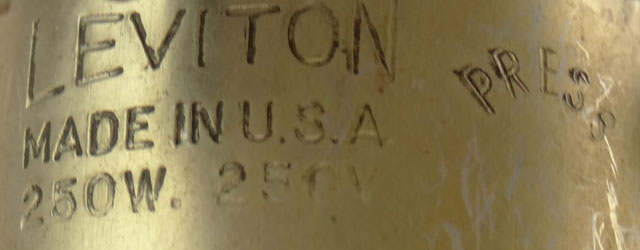 LEVITON
MADE IN U.S.A
250W. 250V
PRESS